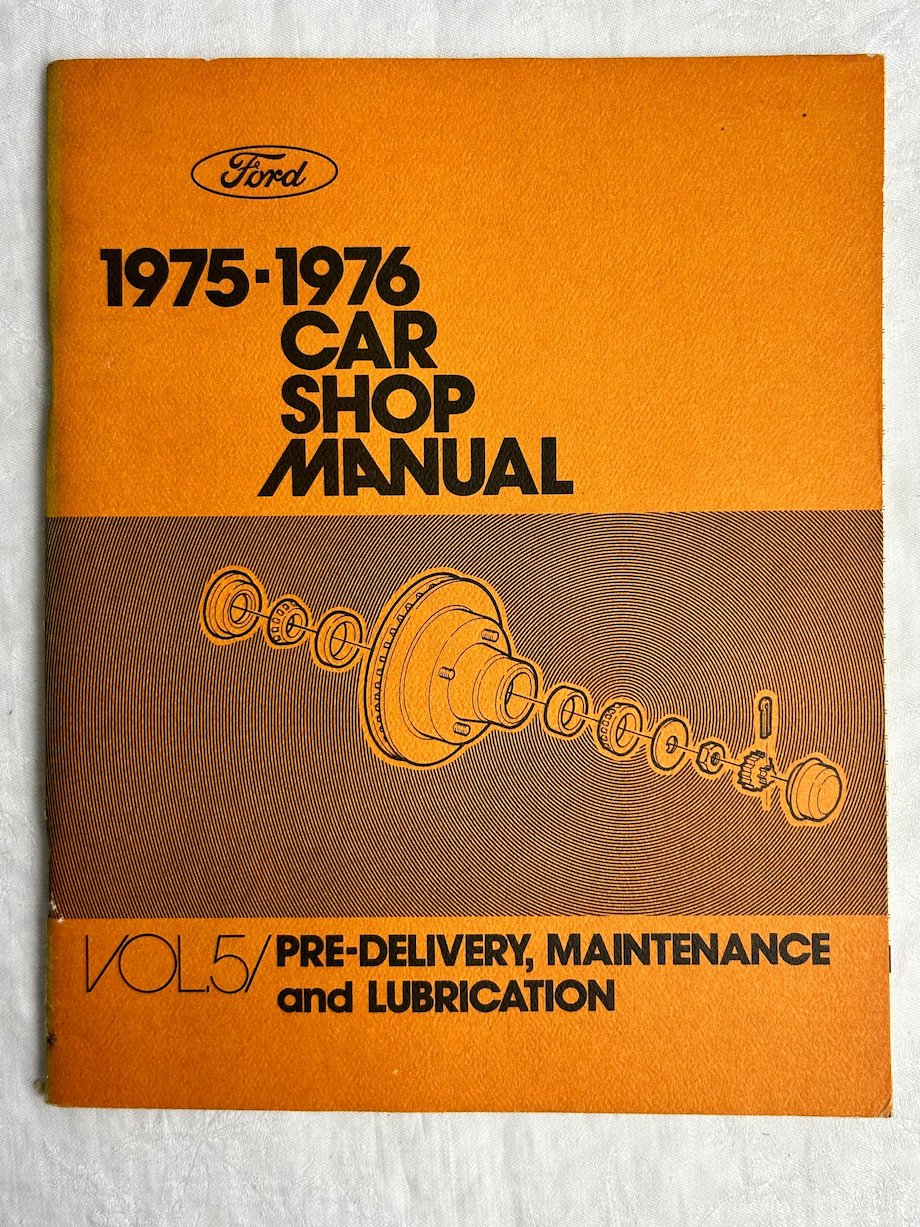 Ford
1975-1976
CAR
SHOP
MANUAL
VOL.5/ PRE-DELIVERY, MAINTENANCE
and LUBRICATION